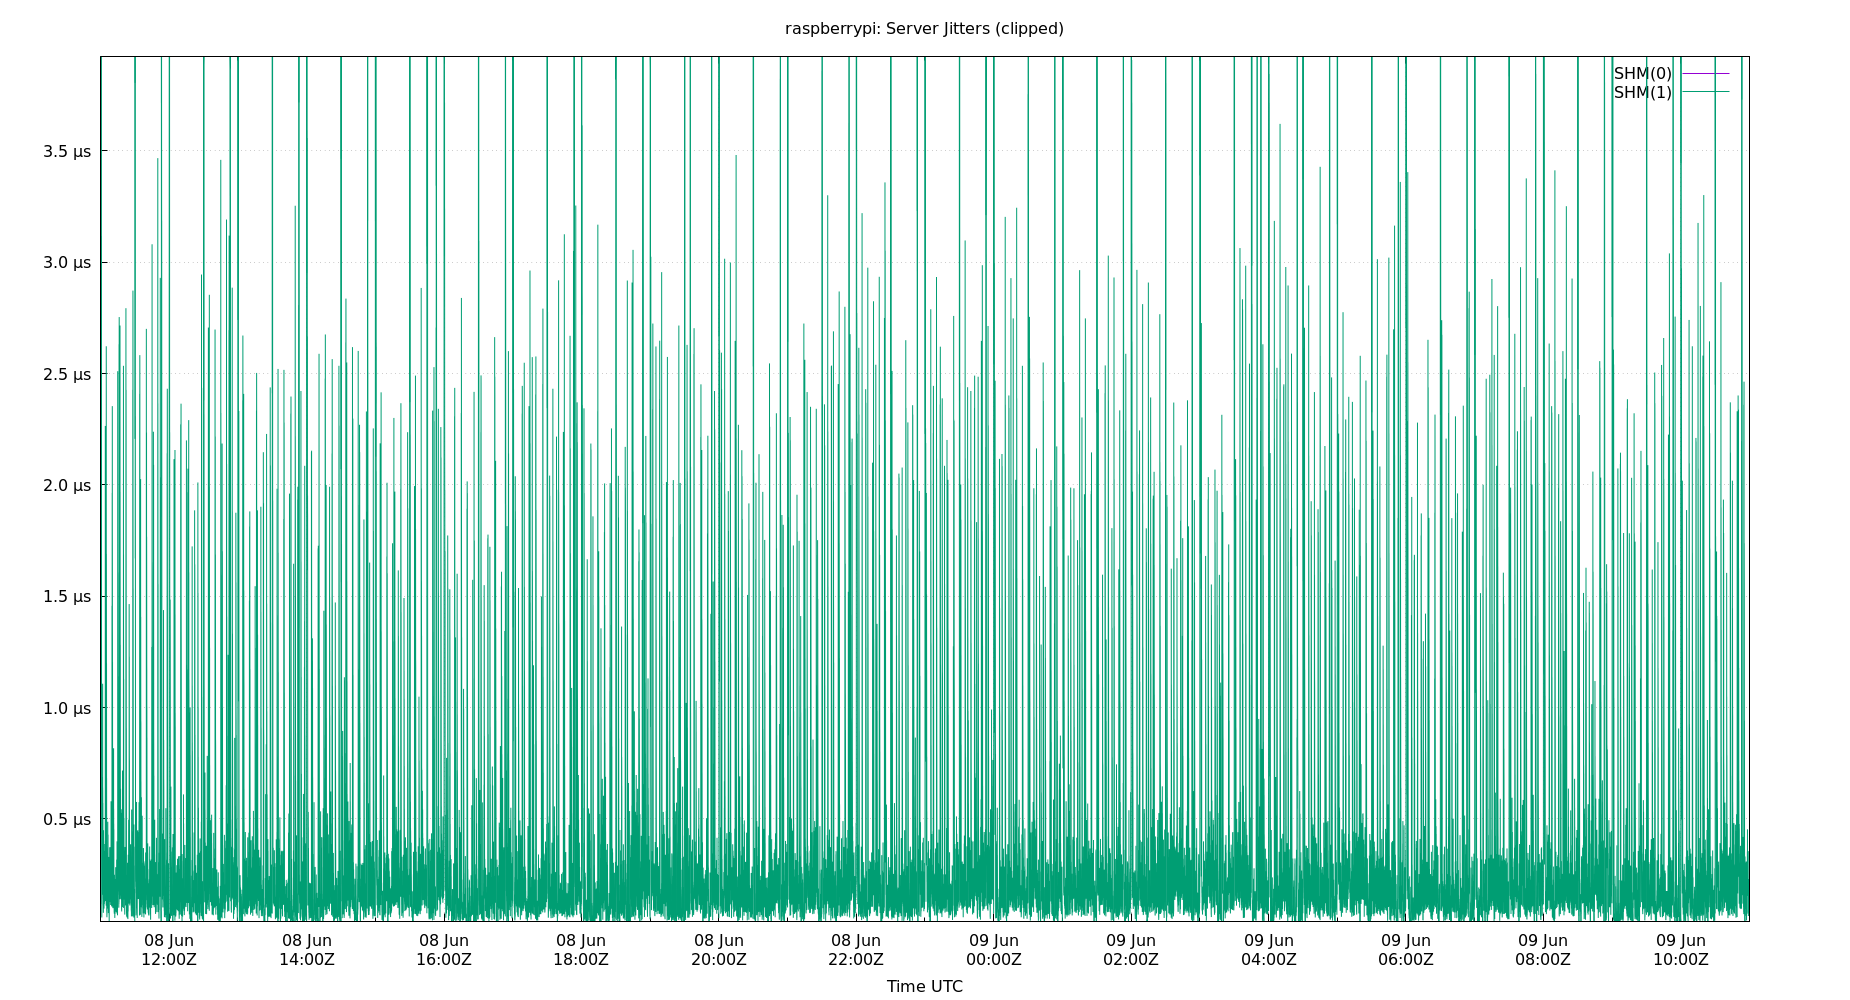 raspberrypi: Server Jitters (clipped)
SHM(0)
SHM(1)
3.5 µs
3.0 µs
2.5 µs
2.0 µs
1.5 µs
1.0 µs
0.5 µs
08 Jun 08 Jun 08 Jun 08 Jun 08 Jun 08 Jun 09 Jun 09 Jun 09 Jun 09 Jun 09 Jun 09 Jun
12:00Z 14:00Z 16:00Z 18:00Z 20:00Z 22:00Z 00:00Z 02:00Z 04:00Z 06:00Z 08:00Z 10:00Z
Time UTC